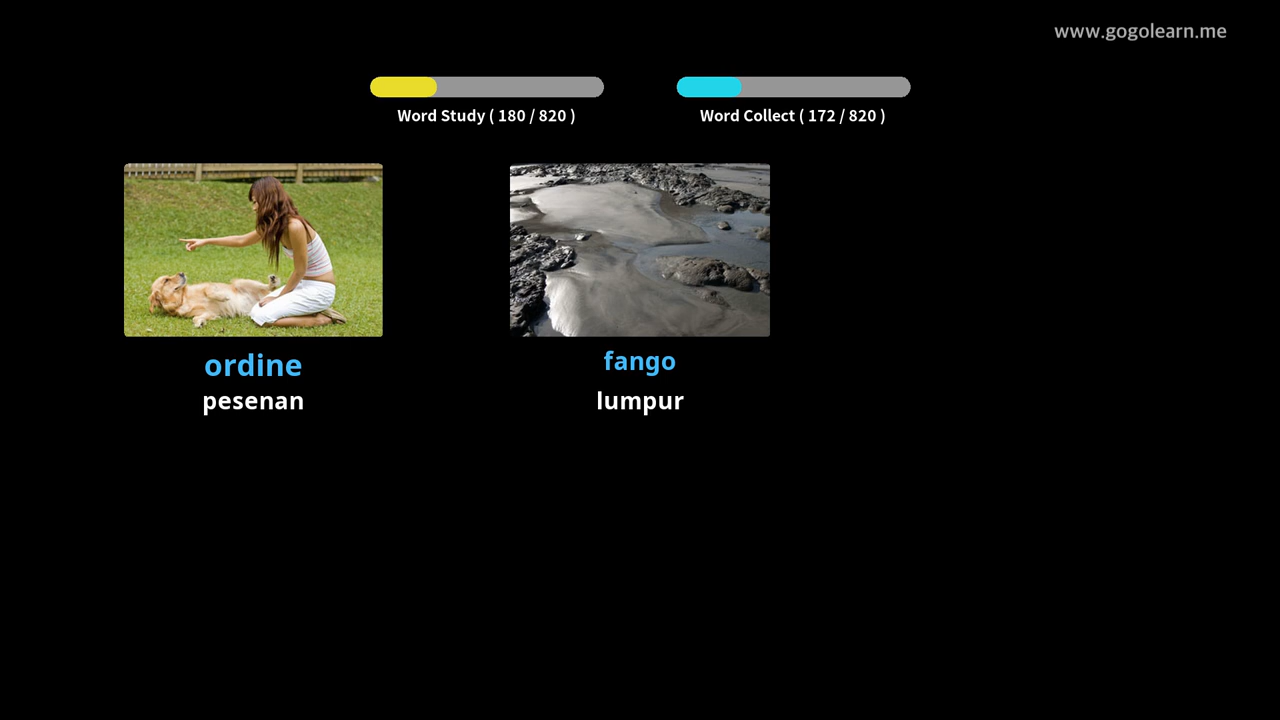 www.gogolearn.me
Word Study ( 180 / 820 )
Word Collect ( 172 / 820 )
ordine
pesenan
fango
lumpur